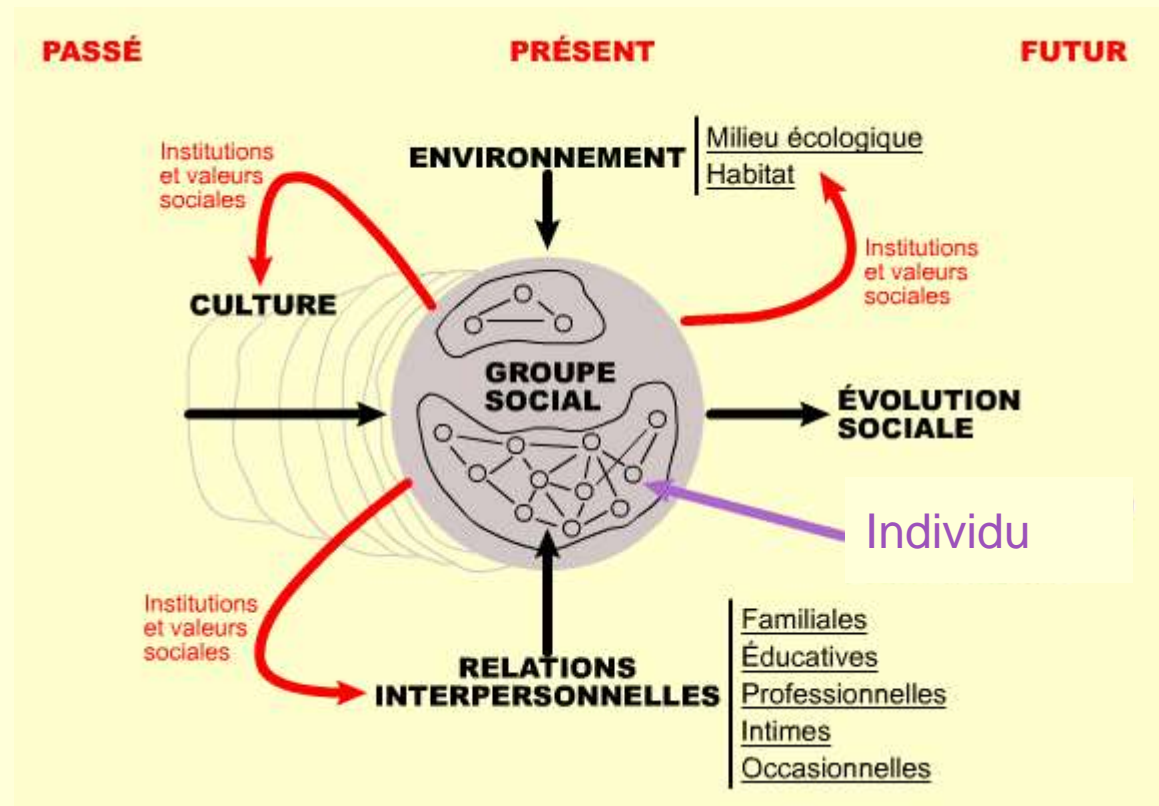 PASSÉ
PRÉSENT
FUTUR
Institutions
et valeurs
sociales
ENVIRONNEMENT
Milieu écologique
Habitat
Institutions
et valeurs
sociales
CULTURE
GROUPE
SOCIAL
ÉVOLUTION
SOCIALE
Individu
Institutions
et valeurs
sociales
RELATIONS
INTERPERSONNELLES
Familiales
Éducatives
Professionnelles
Intimes
Occasionnelles